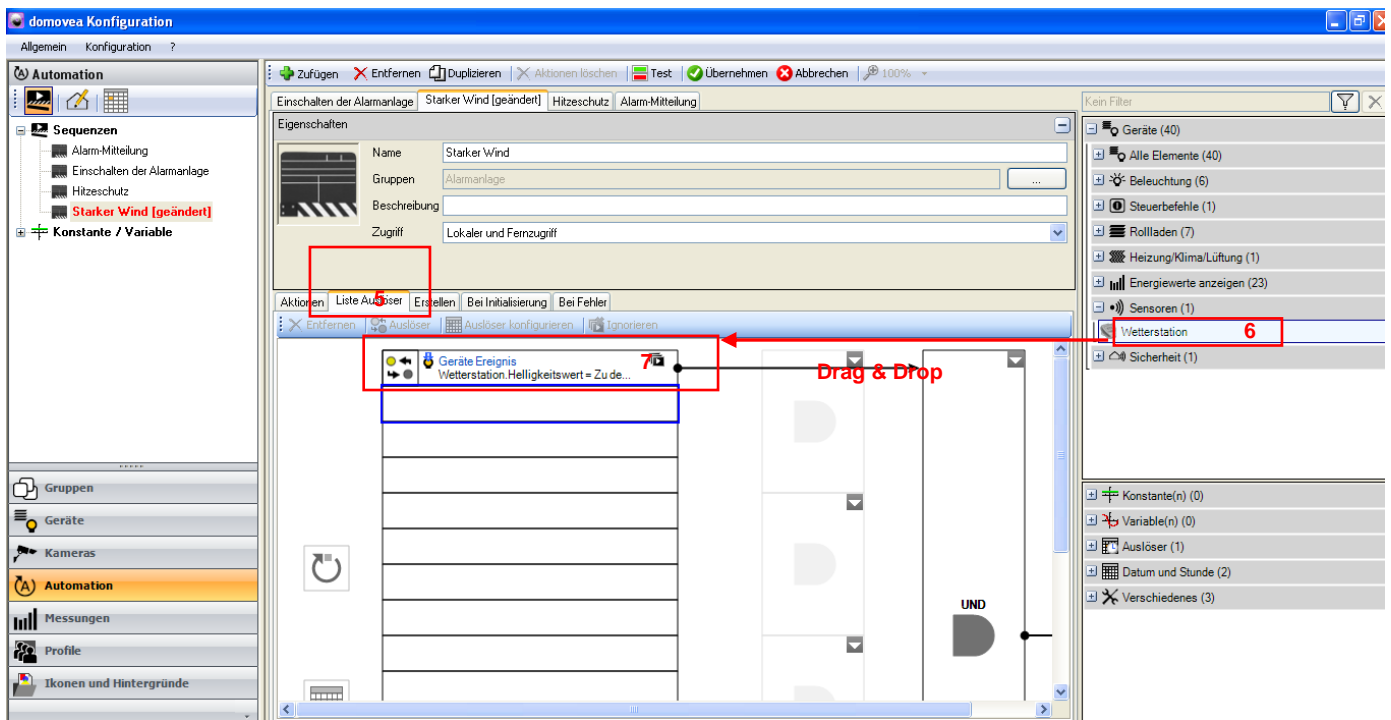 domovea Konfiguration
Allgemein Konfiguration ?
Automation
Sequenzen
Alarm-Mitteilung
Einschalten der Alarmanlage
Hitzeschutz
Starker Wind [geändert]
Konstante / Variable
Gruppen
Geräte
Kameras
Automation
Messungen
Profile
Ikonen und Hintergründe
Zufügen Entfernen Duplizieren Aktionen löschen Test Übernehmen Abbrechen 100%
Einschalten der Alarmanlage Starker Wind [geändert] Hitzeschutz Alarm-Mitteilung
Eigenschaften
Name Starker Wind
Gruppen Alarmanlage ...
Beschreibung
Zugriff Lokaler und Fernzugriff
5
Aktionen Liste Auslöser Erstellen Bei Initialisierung Bei Fehler
Entfernen Auslöser Auslöser konfigurieren Ignorieren
Geräte Ereignis
Wetterstation.Helligkeitswert = Zu de...
7
Drag & Drop
UND
Kein Filter
Geräte (40)
Alle Elemente (40)
Beleuchtung (6)
Steuerbefehle (1)
Rollladen (7)
Heizung/Klima/Lüftung (1)
Energiewerte anzeigen (23)
Sensoren (1)
Wetterstation 6
Sicherheit (1)
Konstante(n) (0)
Variable(n) (0)
Auslöser (1)
Datum und Stunde (2)
Verschiedenes (3)